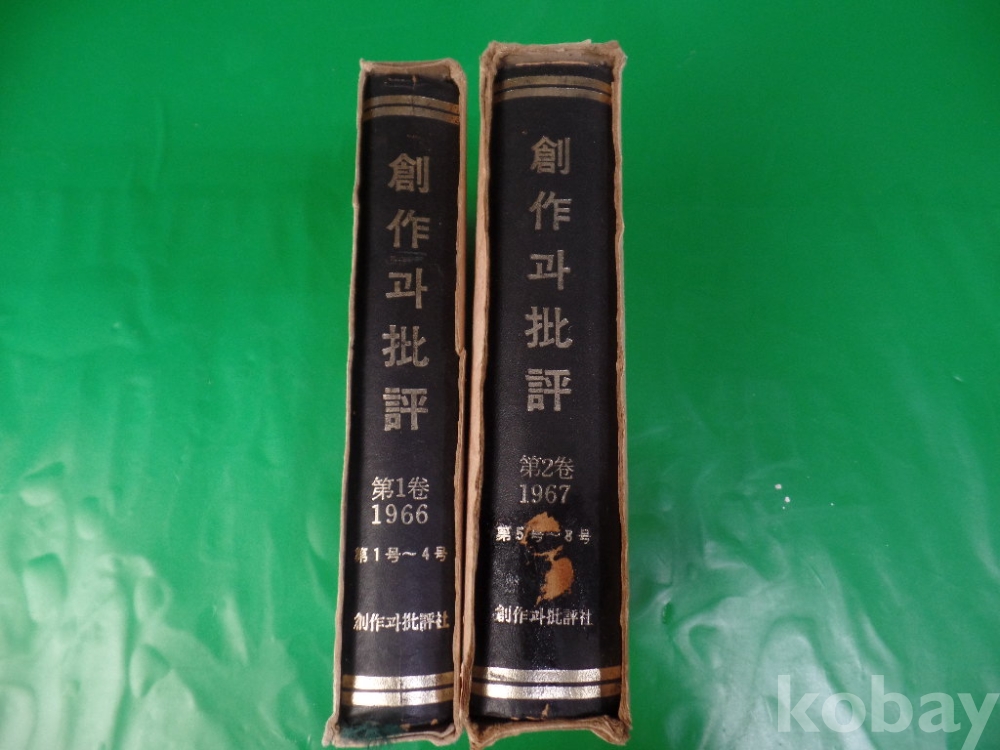 創作과批評
第1卷
1966
第1号~4号
創作과批評社
創作과批評
第2卷
1967
第5号~8号
創作과批評社
kobay